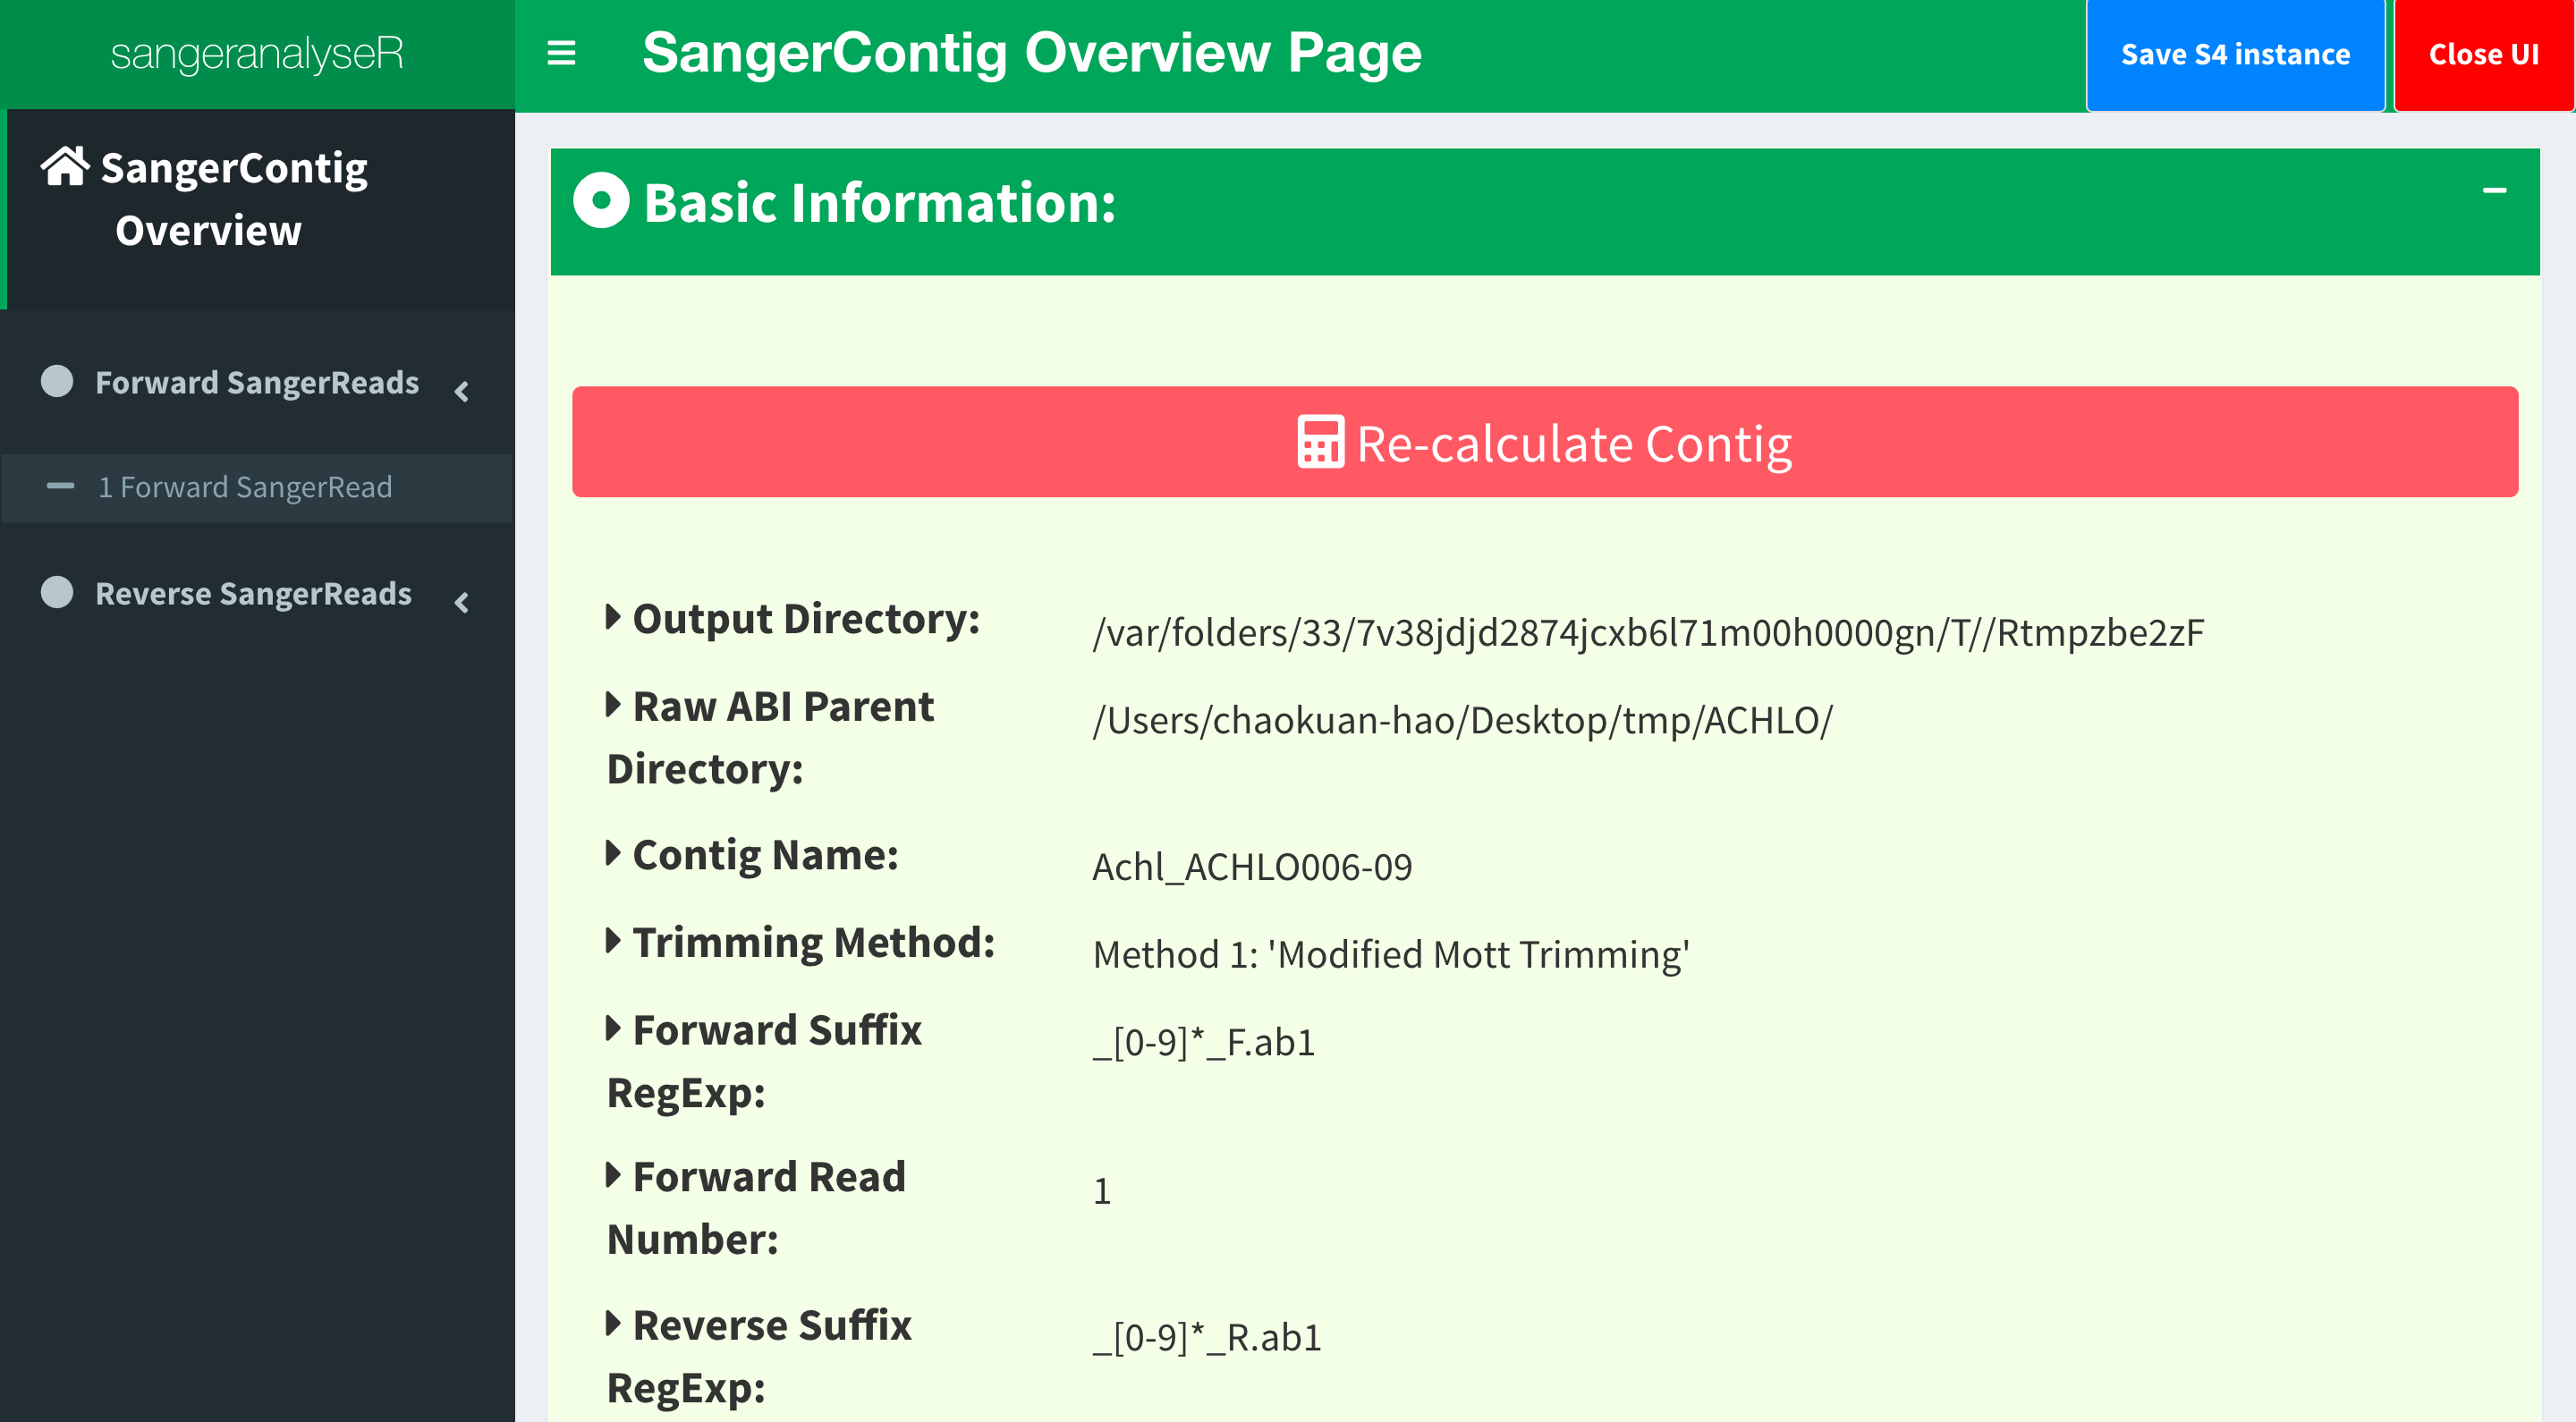 sangeranalyseR
SangerContig Overview Page
Save S4 instance
Close UI
SangerContig
Overview
Forward SangerReads
1 Forward SangerRead
Reverse SangerReads
Basic Information:
Re-calculate Contig
Output Directory:
/var/folders/33/7v38jdjd2874jcxb6l71m00h0000gn/T//Rtmpzbe2zF
Raw ABI Parent
Directory:
/Users/chaokuan-hao/Desktop/tmp/ACHLO/
Contig Name:
Achl_ACHLO006-09
Trimming Method:
Method 1: 'Modified Mott Trimming'
Forward Suffix
RegExp:
_[0-9]*_F.ab1
Forward Read
Number:
1
Reverse Suffix
RegExp:
_[0-9]*_R.ab1